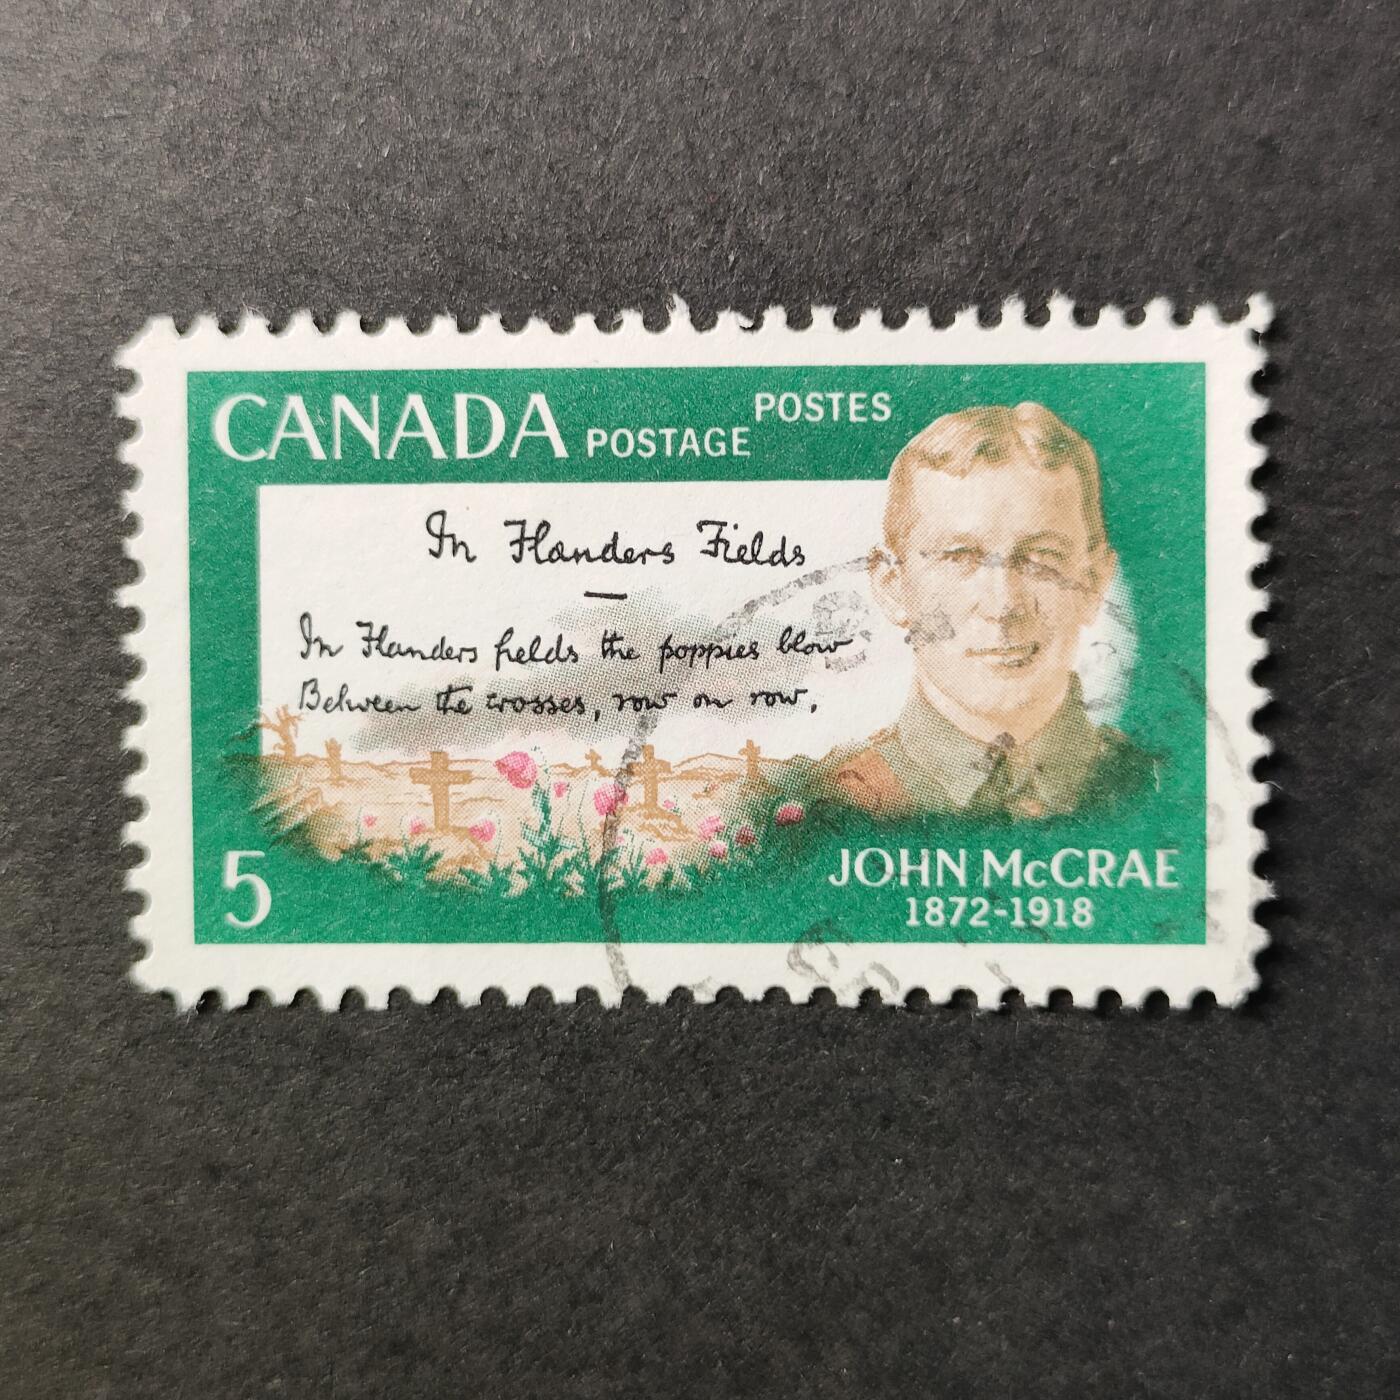 CANADA POSTAGE POSTES
In Flanders Fields
In Flanders fields the poppies blow
Between the crosses, row on row,
5
JOHN McCRAE
1872-1918